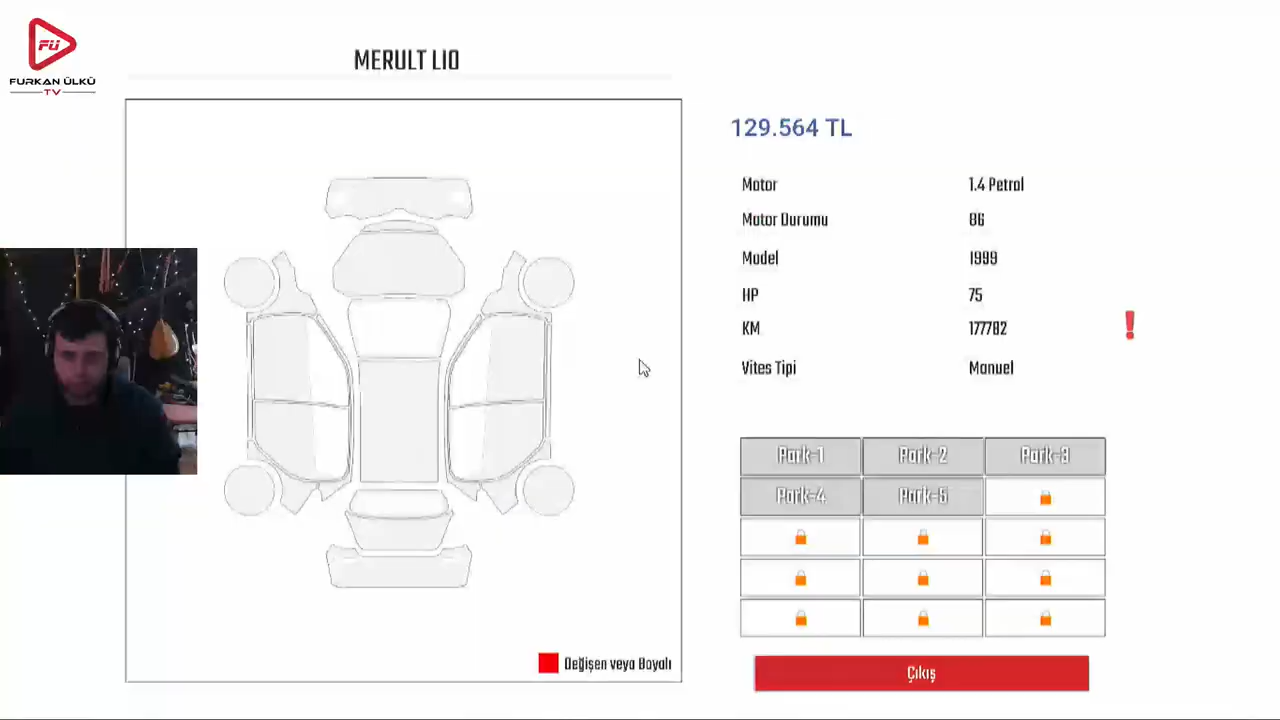 FU
FURKAN ÜLKÜ
TV
MERULT LIO
129.564 TL
Motor 1.4 Petrol
Motor Durumu 86
Model 1999
HP 75
KM 177782
Vites Tipi Manuel
Park-1 Park-2 Park-3
Park-4 Park-5
Değişen veya Boyalı
Çıkış